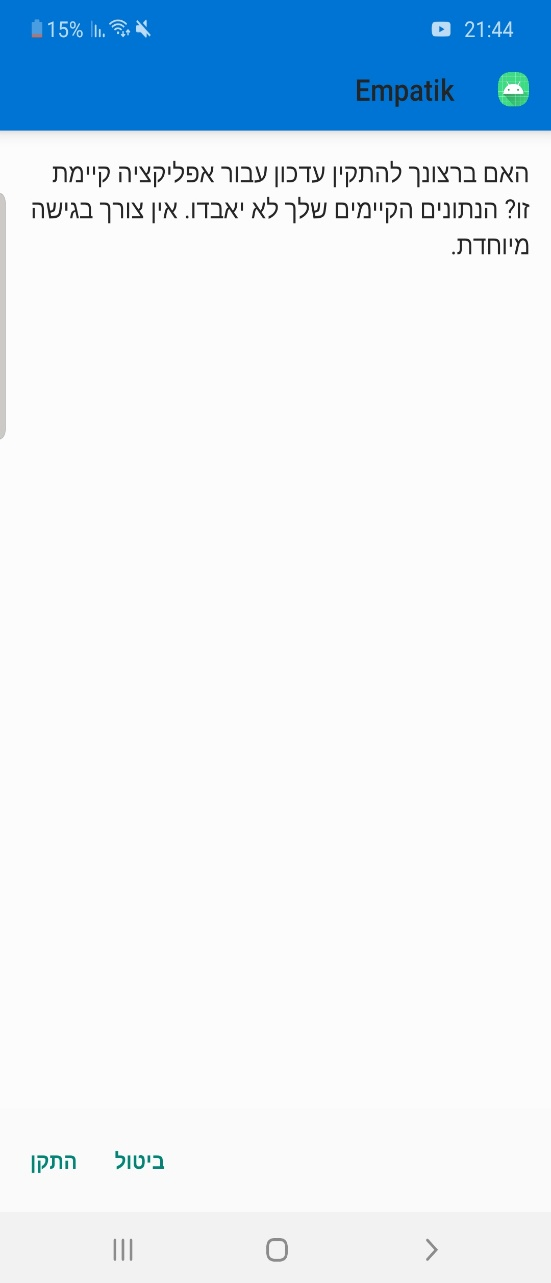 15% 21:44
Empatik
האם ברצונך להתקין עדכון עבור אפליקציה קיימת
זו? הנתונים הקיימים שלך לא יאבדו. אין צורך בגישה
מיוחדת.
ביטול התקן